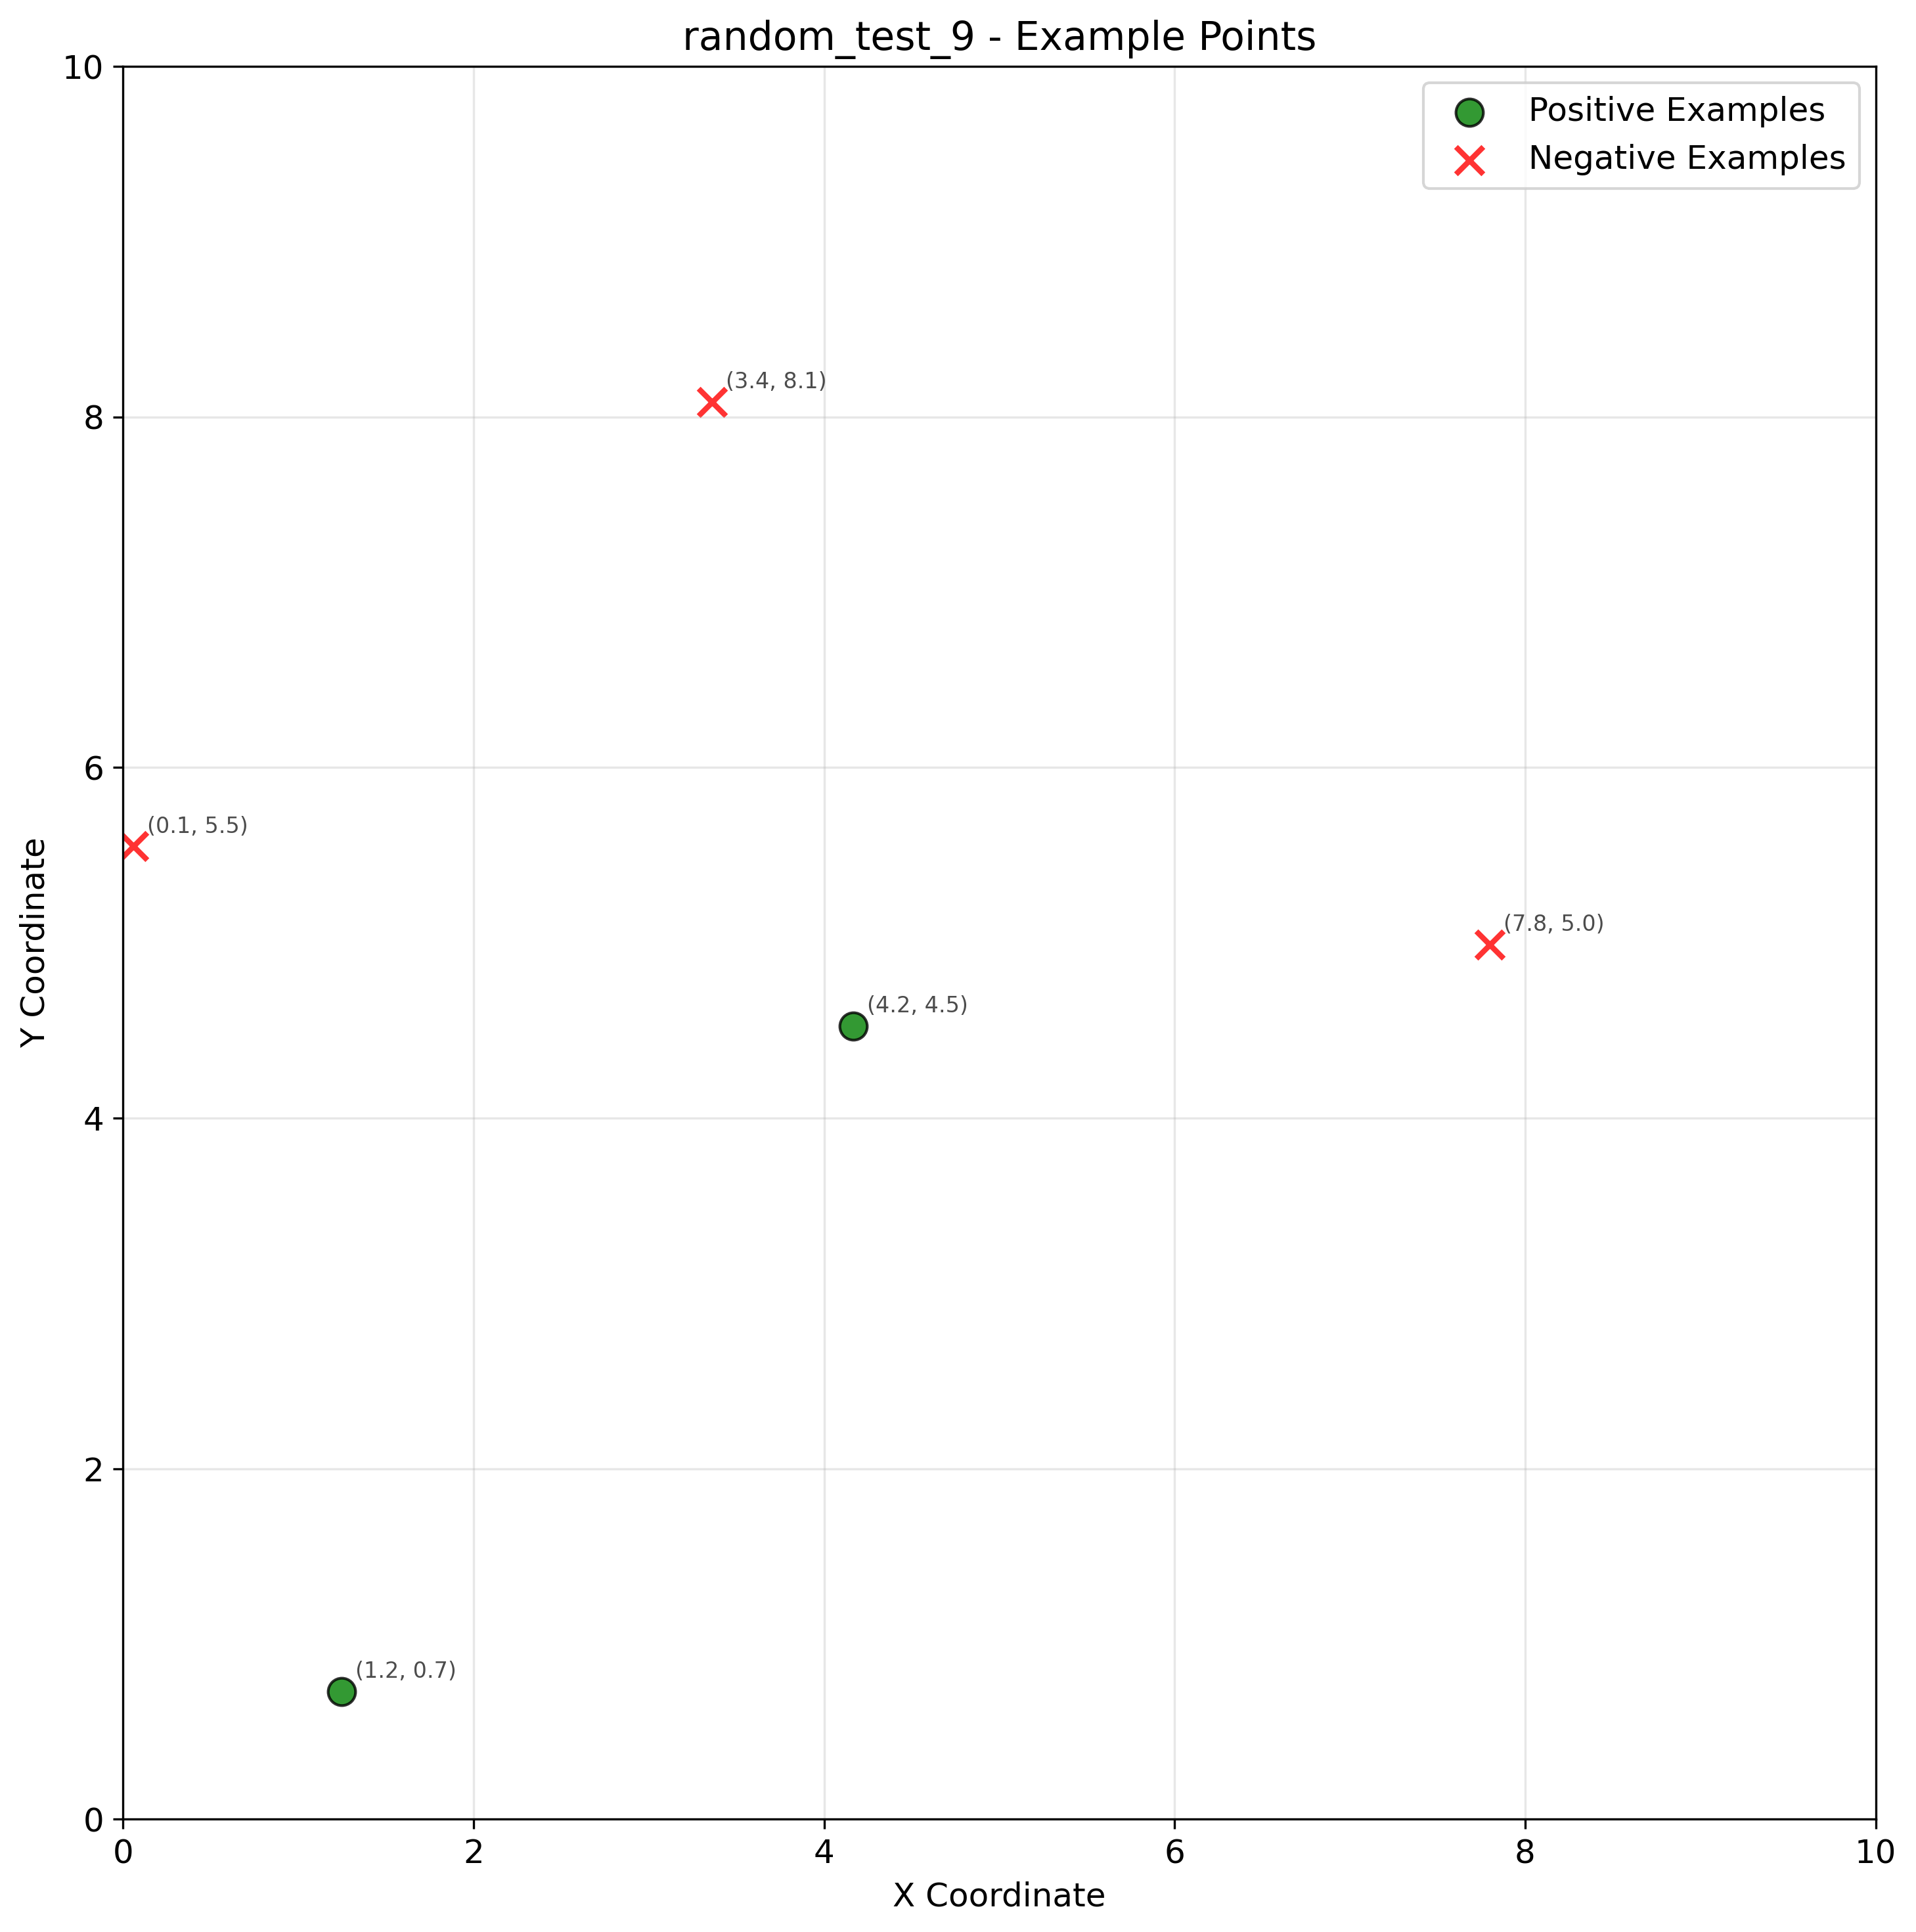 random_test_9 - Example Points
Positive Examples
Negative Examples
10
8
6
4
2
0
Y Coordinate
(3.4, 8.1)
(0.1, 5.5)
(7.8, 5.0)
(4.2, 4.5)
(1.2, 0.7)
0 2 4 6 8 10
X Coordinate